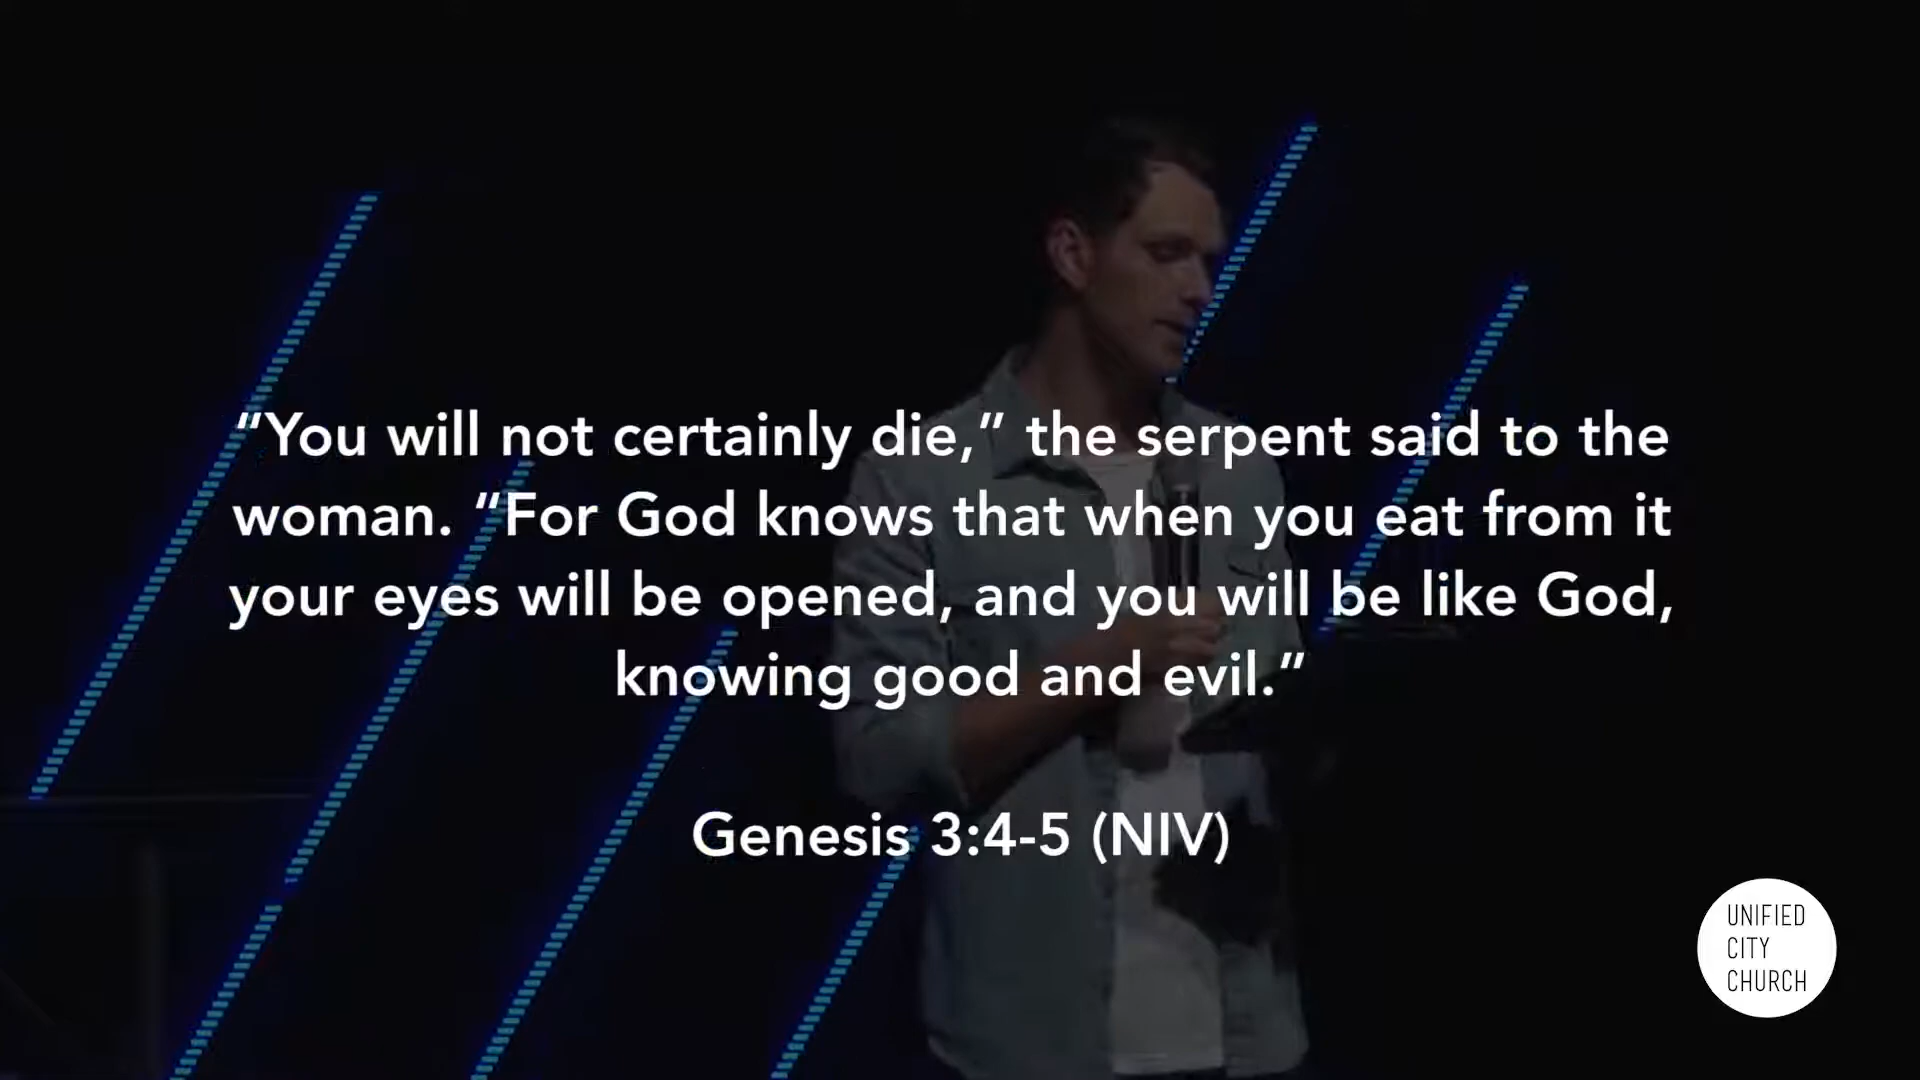 “You will not certainly die,” the serpent said to the
woman. “For God knows that when you eat from it
your eyes will be opened, and you will be like God,
knowing good and evil.”
Genesis 3:4-5 (NIV)
UNIFIED
CITY
CHURCH